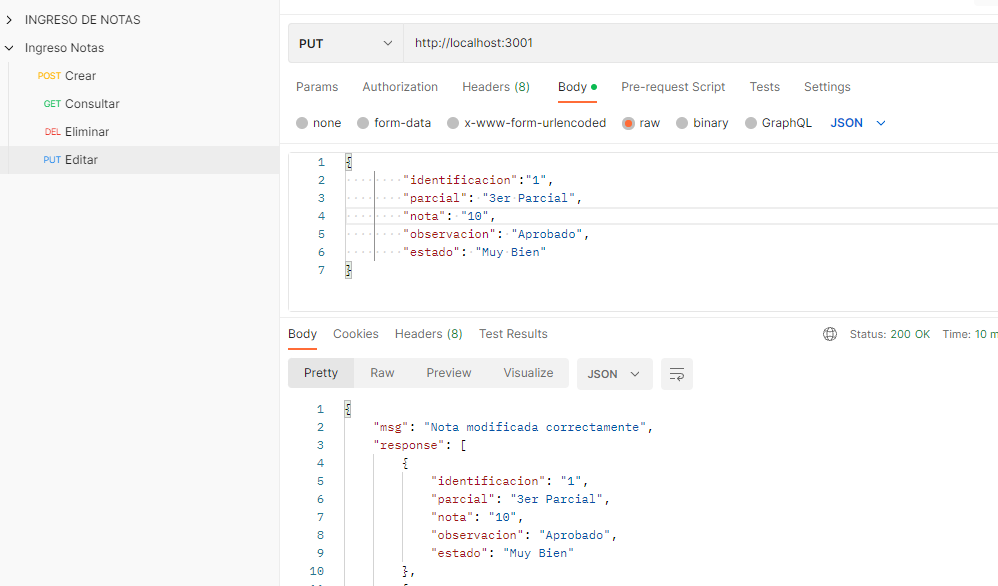 INGRESO DE NOTAS
Ingreso Notas
POST Crear
GET Consultar
DEL Eliminar
PUT Editar
PUT http://localhost:3001
Params Authorization Headers (8) Body Pre-request Script Tests Settings
none form-data x-www-form-urlencoded raw binary GraphQL JSON
1 {
2 "identificacion":"1",
3 "parcial": "3er Parcial",
4 "nota": "10",
5 "observacion": "Aprobado",
6 "estado": "Muy Bien"
7 }
Body Cookies Headers (8) Test Results Status: 200 OK Time: 10 m
Pretty Raw Preview Visualize JSON
1 {
2 "msg": "Nota modificada correctamente",
3 "response": [
4 {
5 "identificacion": "1",
6 "parcial": "3er Parcial",
7 "nota": "10",
8 "observacion": "Aprobado",
9 "estado": "Muy Bien"
10 },